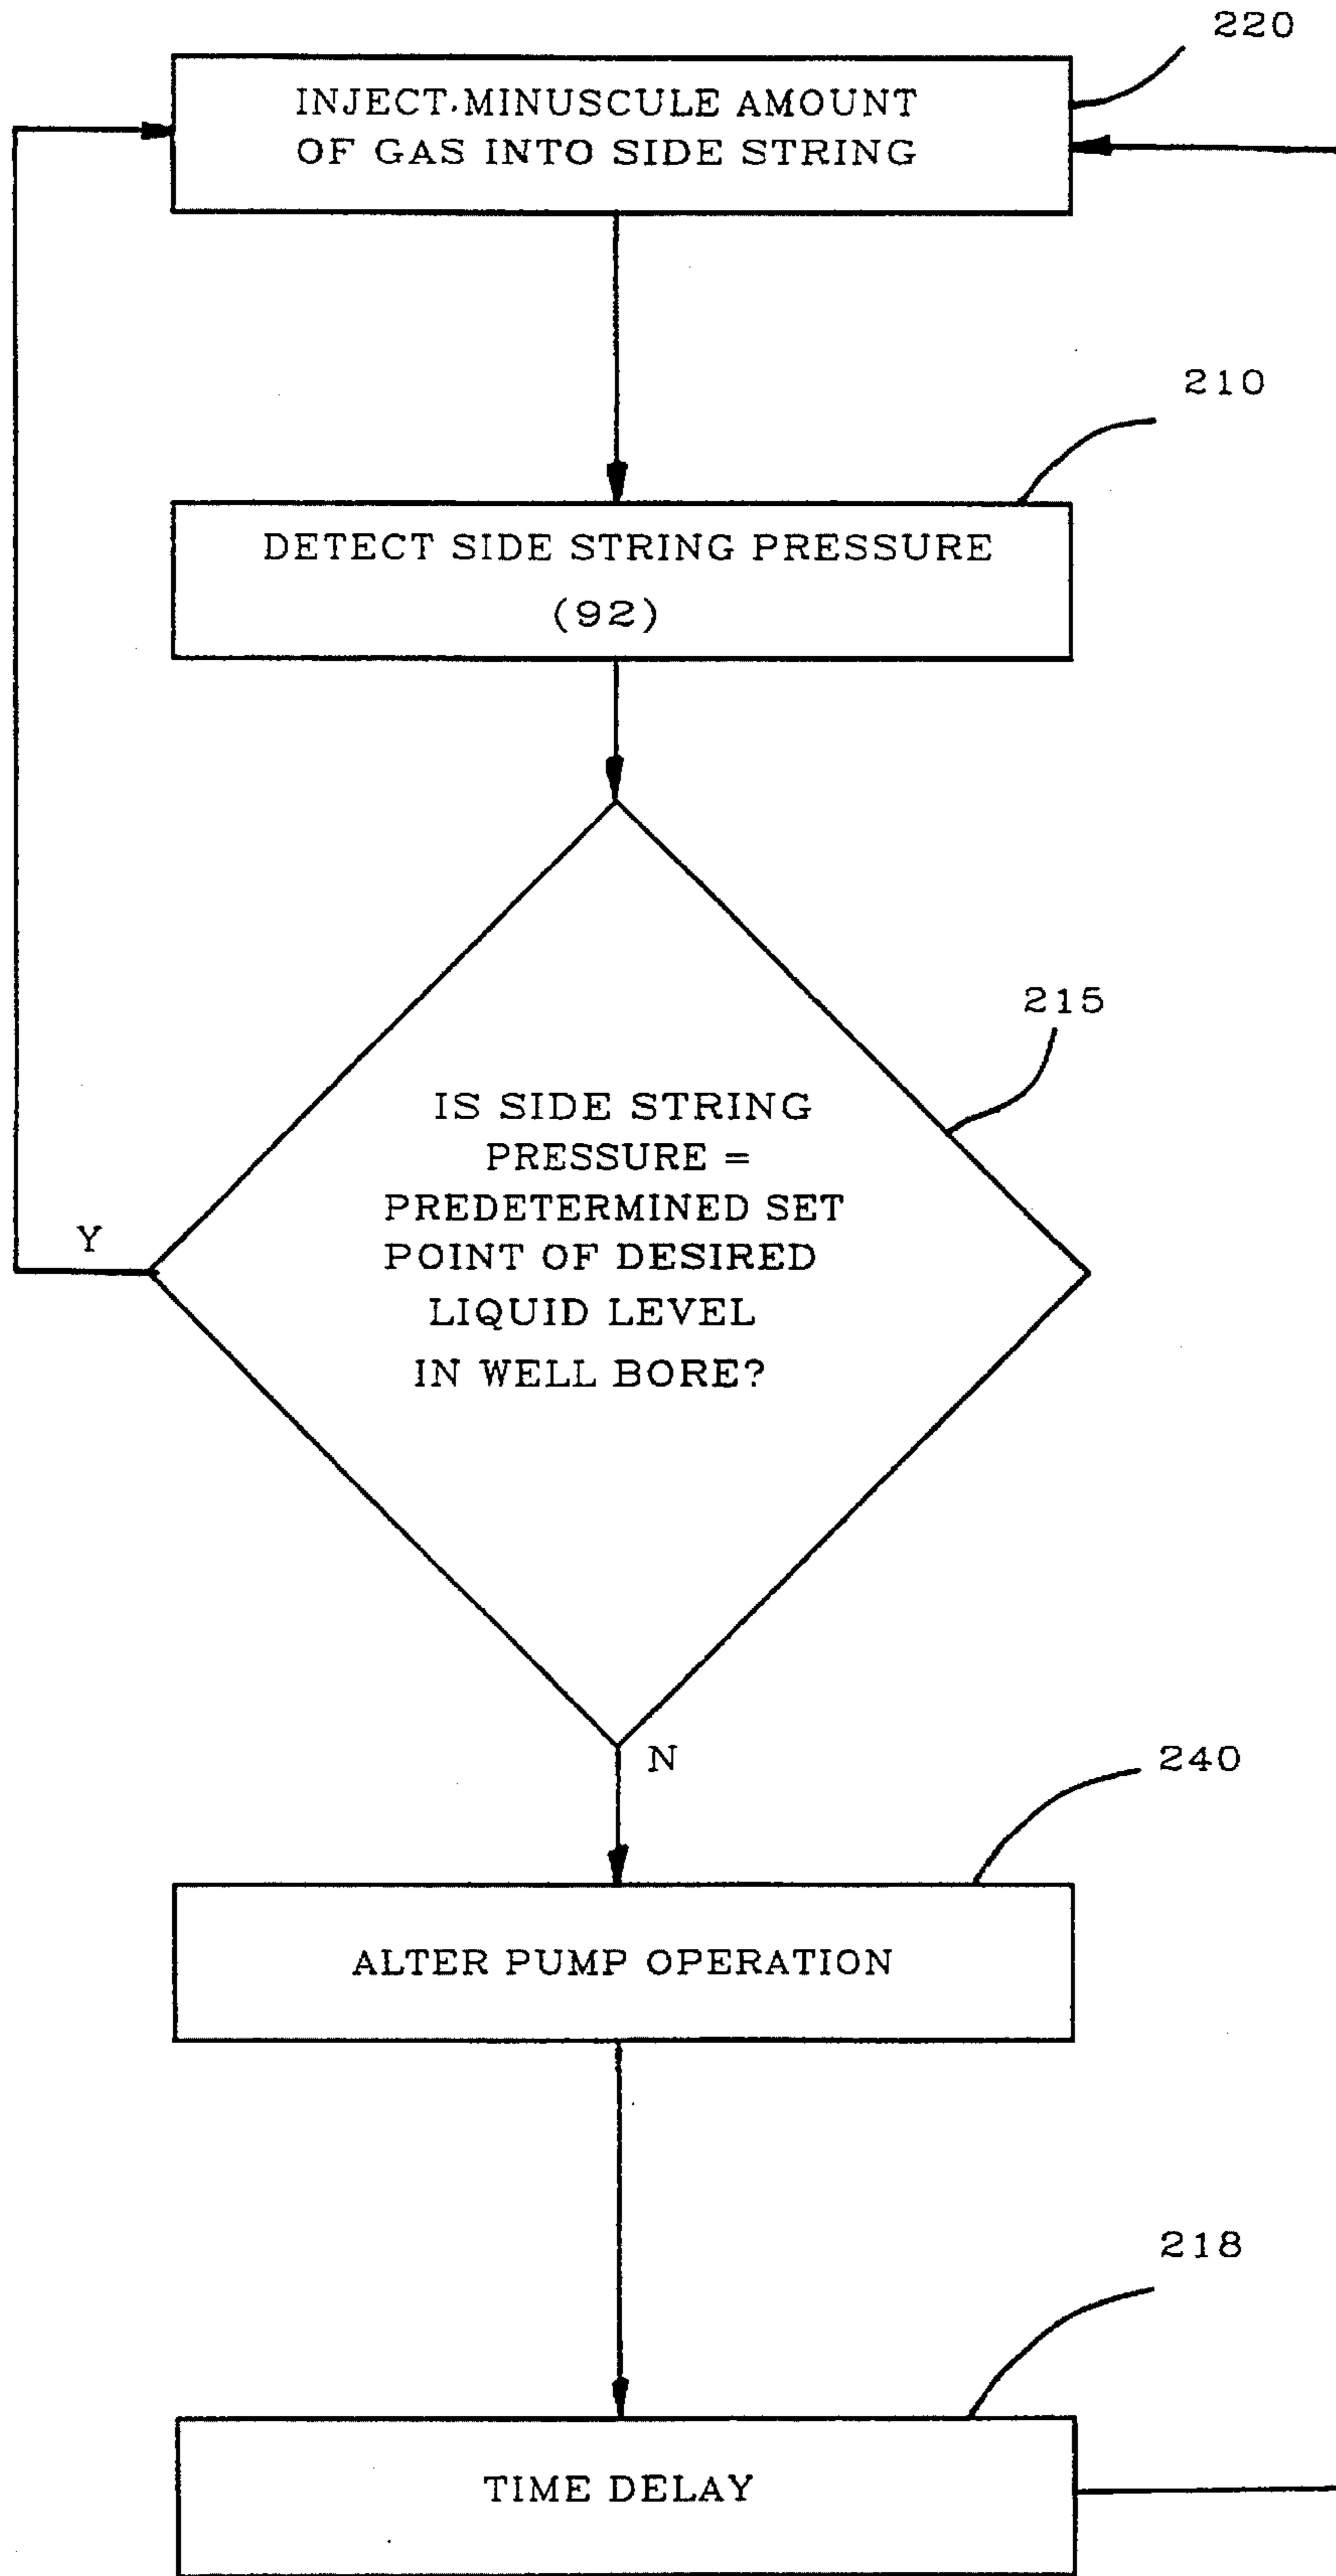 220
INJECT MINUSCULE AMOUNT
OF GAS INTO SIDE STRING
210
DETECT SIDE STRING PRESSURE
(92)
215
IS SIDE STRING
PRESSURE =
PREDETERMINED SET
POINT OF DESIRED
LIQUID LEVEL
IN WELL BORE?
Y
N
240
ALTER PUMP OPERATION
218
TIME DELAY